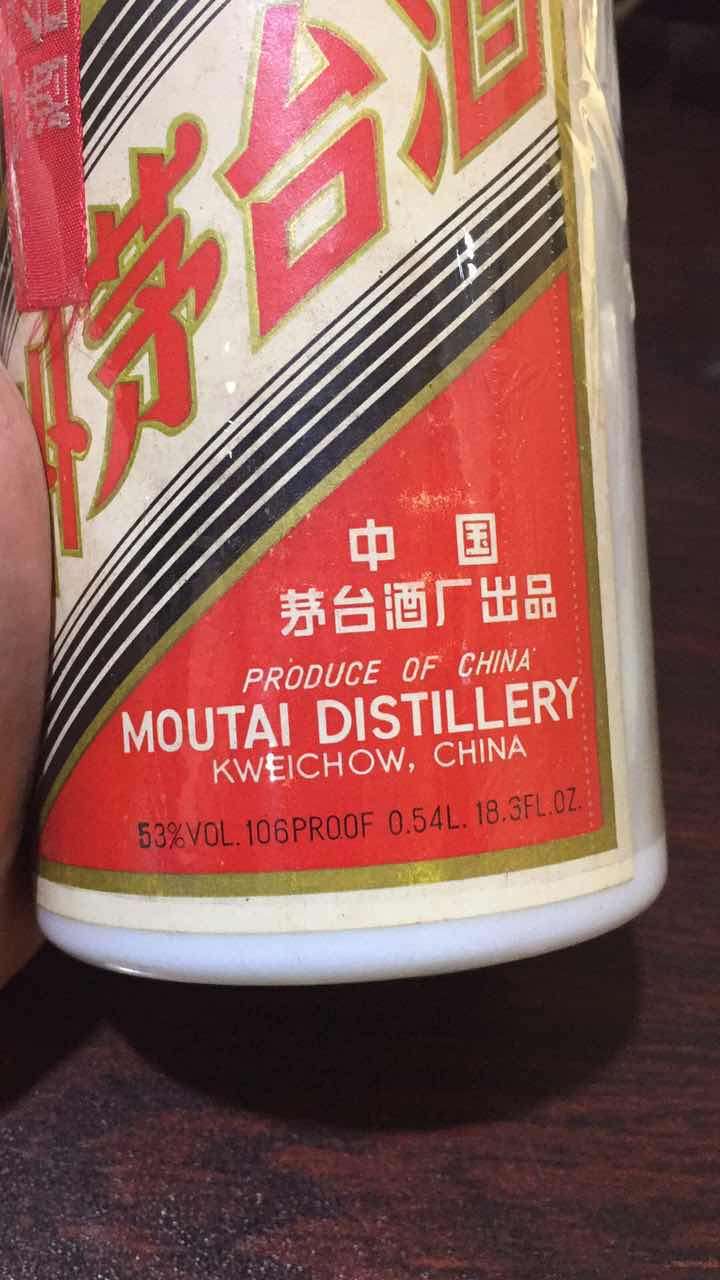 茅台酒
中国
茅台酒厂出品
PRODUCE OF CHINA
MOUTAI DISTILLERY
KWEICHOW, CHINA
53%VOL. 106PROOF 0.54L. 18.3FL.OZ.